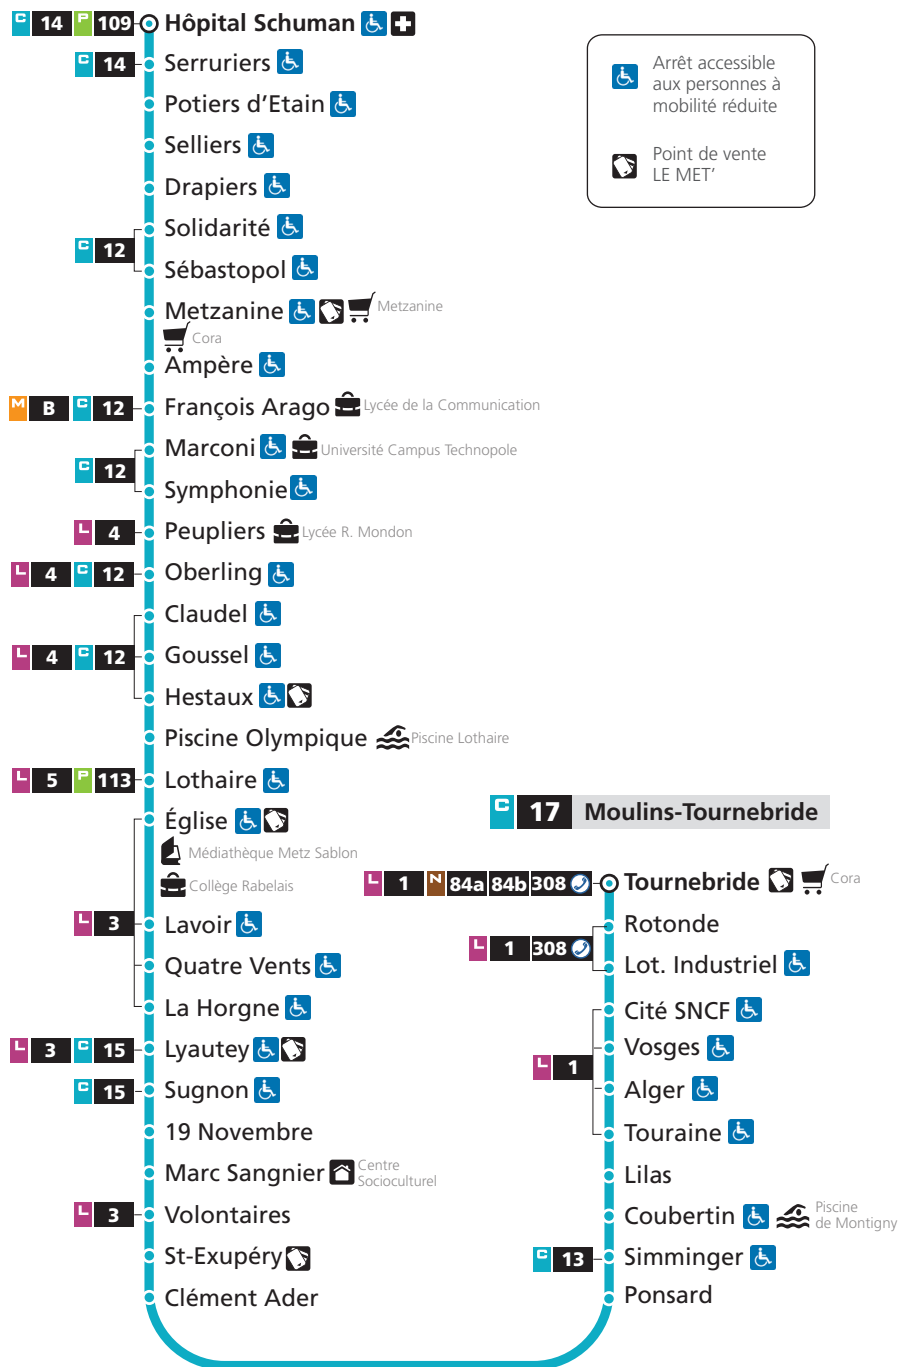 C 14 P 109 Hôpital Schuman
C 14 Serruriers
Potiers d'Etain
Selliers
Drapiers
Solidarité
C 12
Sébastopol
Metzanine Metzanine
Cora
Ampère
M B C 12 François Arago Lycée de la Communication
Marconi Université Campus Technopole
C 12
Symphonie
L 4 Peupliers Lycée R. Mondon
L 4 C 12 Oberling
Claudel
L 4 C 12 Goussel
Hestaux
Piscine Olympique Piscine Lothaire
L 5 P 113 Lothaire
Église
Médiathèque Metz Sablon
Collège Rabelais
L 3 Lavoir
Quatre Vents
La Horgne
L 3 C 15 Lyautey
C 15 Sugnon
19 Novembre
Marc Sangnier Centre
Socioculturel
L 3 Volontaires
St-Exupéry
Clément Ader
Arrêt accessible
aux personnes à
mobilité réduite
Point de vente
LE MET'
C 17 Moulins-Tournebride
L 1 N 84a 84b 308 Tournebride Cora
Rotonde
L 1 308
Lot. Industriel
Cité SNCF
Vosges
L 1
Alger
Touraine
Lilas
Coubertin Piscine
de Montigny
C 13 Simminger
Ponsard